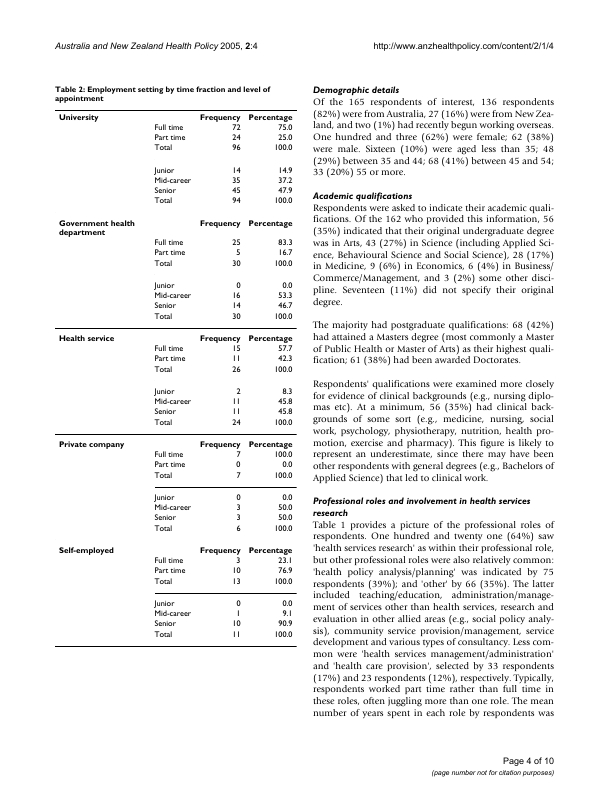 Australia and New Zealand Health Policy 2005, 2:4
http://www.anzhealthpolicy.com/content/2/1/4
Table 2: Employment setting by time fraction and level of
appointment
University Frequency Percentage
Full time 72 75.0
Part time 24 25.0
Total 96 100.0
Junior 14 14.9
Mid-career 35 37.2
Senior 45 47.9
Total 94 100.0
Government health Frequency Percentage
department
Full time 25 83.3
Part time 5 16.7
Total 30 100.0
Junior 0 0.0
Mid-career 16 53.3
Senior 14 46.7
Total 30 100.0
Health service Frequency Percentage
Full time 15 57.7
Part time 11 42.3
Total 26 100.0
Junior 2 8.3
Mid-career 11 45.8
Senior 11 45.8
Total 24 100.0
Private company Frequency Percentage
Full time 7 100.0
Part time 0 0.0
Total 7 100.0
Junior 0 0.0
Mid-career 3 50.0
Senior 3 50.0
Total 6 100.0
Self-employed Frequency Percentage
Full time 3 23.1
Part time 10 76.9
Total 13 100.0
Junior 0 0.0
Mid-career 1 9.1
Senior 10 90.9
Total 11 100.0
Demographic details
Of the 165 respondents of interest, 136 respondents
(82%) were from Australia, 27 (16%) were from New Zea-
land, and two (1%) had recently begun working overseas.
One hundred and three (62%) were female; 62 (38%)
were male. Sixteen (10%) were aged less than 35; 48
(29%) between 35 and 44; 68 (41%) between 45 and 54;
33 (20%) 55 or more.
Academic qualifications
Respondents were asked to indicate their academic quali-
fications. Of the 162 who provided this information, 56
(35%) indicated that their original undergraduate degree
was in Arts, 43 (27%) in Science (including Applied Sci-
ence, Behavioural Science and Social Science), 28 (17%)
in Medicine, 9 (6%) in Economics, 6 (4%) in Business/
Commerce/Management, and 3 (2%) some other disci-
pline. Seventeen (11%) did not specify their original
degree.
The majority had postgraduate qualifications: 68 (42%)
had attained a Masters degree (most commonly a Master
of Public Health or Master of Arts) as their highest quali-
fication; 61 (38%) had been awarded Doctorates.
Respondents' qualifications were examined more closely
for evidence of clinical backgrounds (e.g., nursing diplo-
mas etc). At a minimum, 56 (35%) had clinical back-
grounds of some sort (e.g., medicine, nursing, social
work, psychology, physiotherapy, nutrition, health pro-
motion, exercise and pharmacy). This figure is likely to
represent an underestimate, since there may have been
other respondents with general degrees (e.g., Bachelors of
Applied Science) that led to clinical work.
Professional roles and involvement in health services
research
Table 1 provides a picture of the professional roles of
respondents. One hundred and twenty one (64%) saw
'health services research' as within their professional role,
but other professional roles were also relatively common:
'health policy analysis/planning' was indicated by 75
respondents (39%); and 'other' by 66 (35%). The latter
included teaching/education, administration/manage-
ment of services other than health services, research and
evaluation in other allied areas (e.g., social policy analy-
sis), community service provision/management, service
development and various types of consultancy. Less com-
mon were 'health services management/administration'
and 'health care provision', selected by 33 respondents
(17%) and 23 respondents (12%), respectively. Typically,
respondents worked part time rather than full time in
these roles, often juggling more than one role. The mean
number of years spent in each role by respondents was
Page 4 of 10
(page number not for citation purposes)